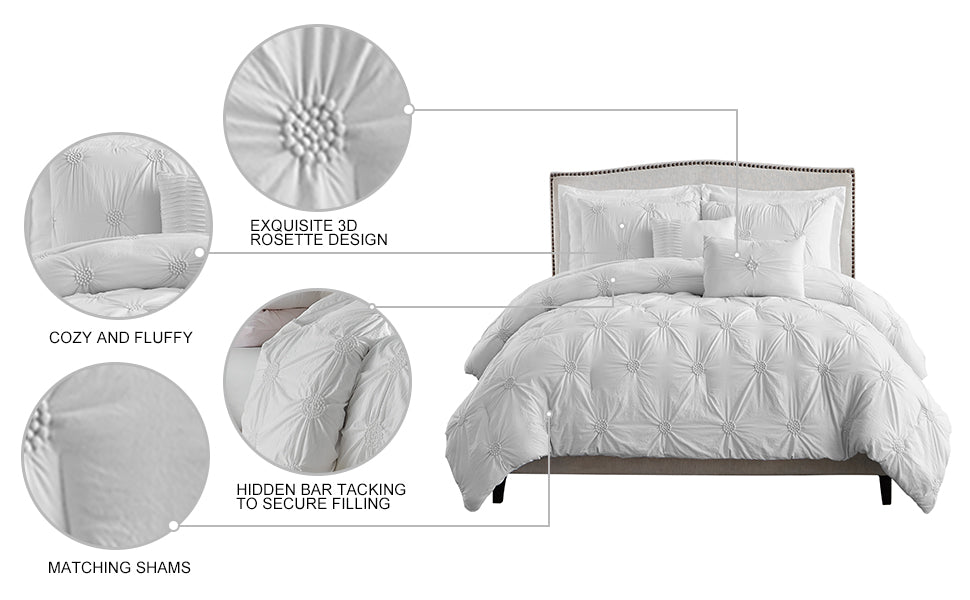 EXQUISITE 3D
ROSETTE DESIGN
COZY AND FLUFFY
HIDDEN BAR TACKING
TO SECURE FILLING
MATCHING SHAMS